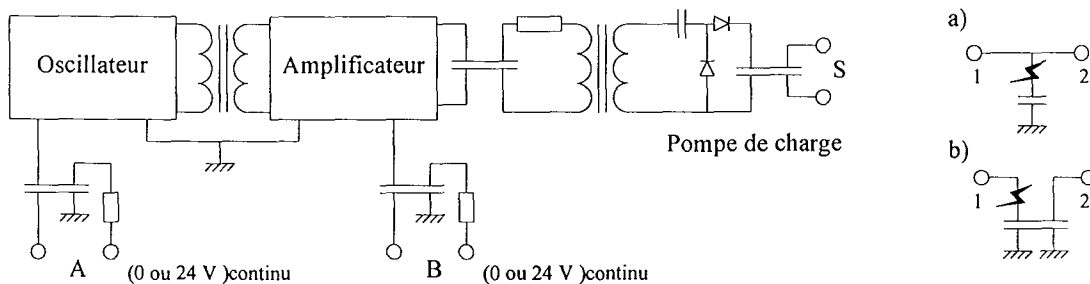 Oscillateur
Amplificateur
S
Pompe de charge
A
(0 ou 24 V )continu
B
(0 ou 24 V )continu
a)
1
2
b)
1
2